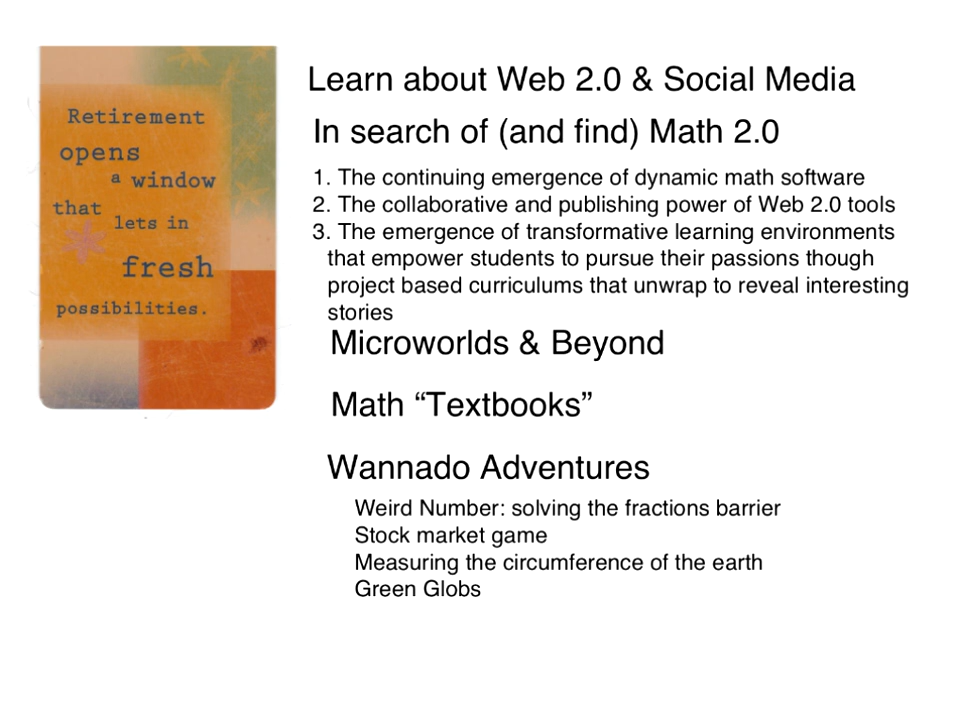 Retirement
opens
a window
that
lets in
fresh
possibilities.
Learn about Web 2.0 & Social Media
In search of (and find) Math 2.0
1. The continuing emergence of dynamic math software
2. The collaborative and publishing power of Web 2.0 tools
3. The emergence of transformative learning environments
that empower students to pursue their passions though
project based curriculums that unwrap to reveal interesting
stories
Microworlds & Beyond
Math “Textbooks”
Wannado Adventures
Weird Number: solving the fractions barrier
Stock market game
Measuring the circumference of the earth
Green Globs